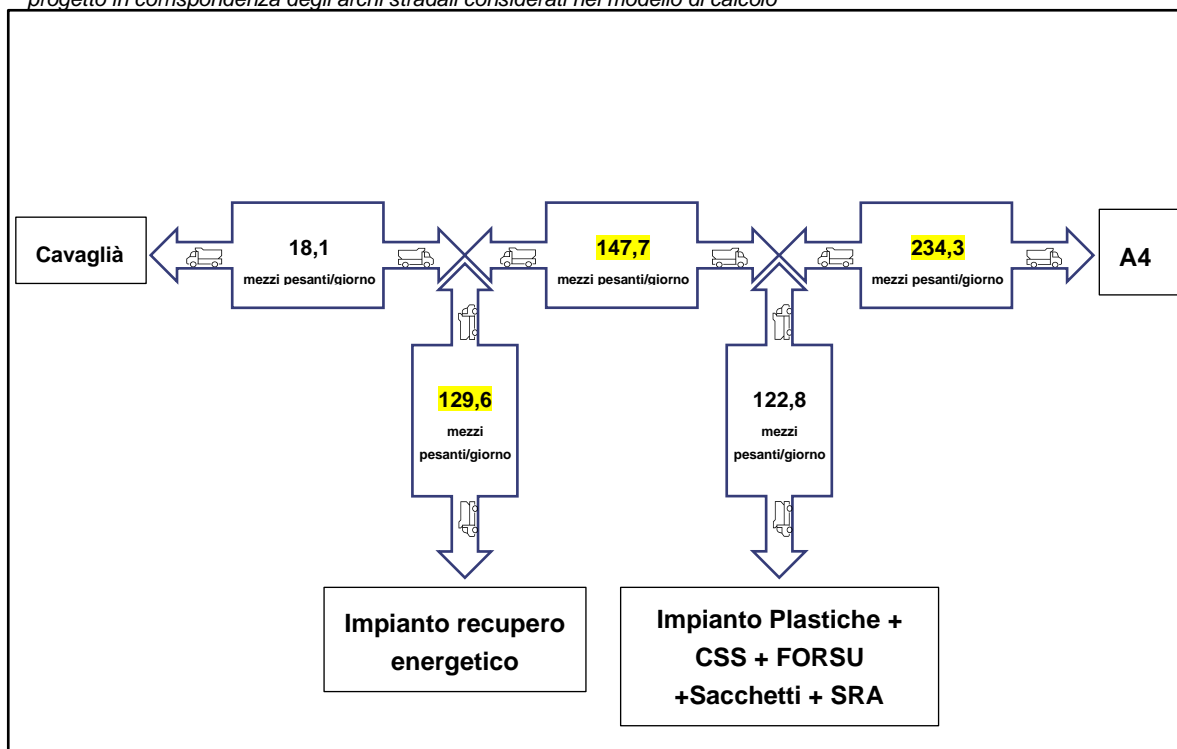 progetto in corrispondenza degli archi stradali considerati nel modello di calcolo
Cavaglià
18,1
mezzi pesanti/giorno
147,7
mezzi pesanti/giorno
234,3
mezzi pesanti/giorno
A4
129,6
mezzi
pesanti/giorno
122,8
mezzi
pesanti/giorno
Impianto recupero
energetico
Impianto Plastiche +
CSS + FORSU
+Sacchetti + SRA